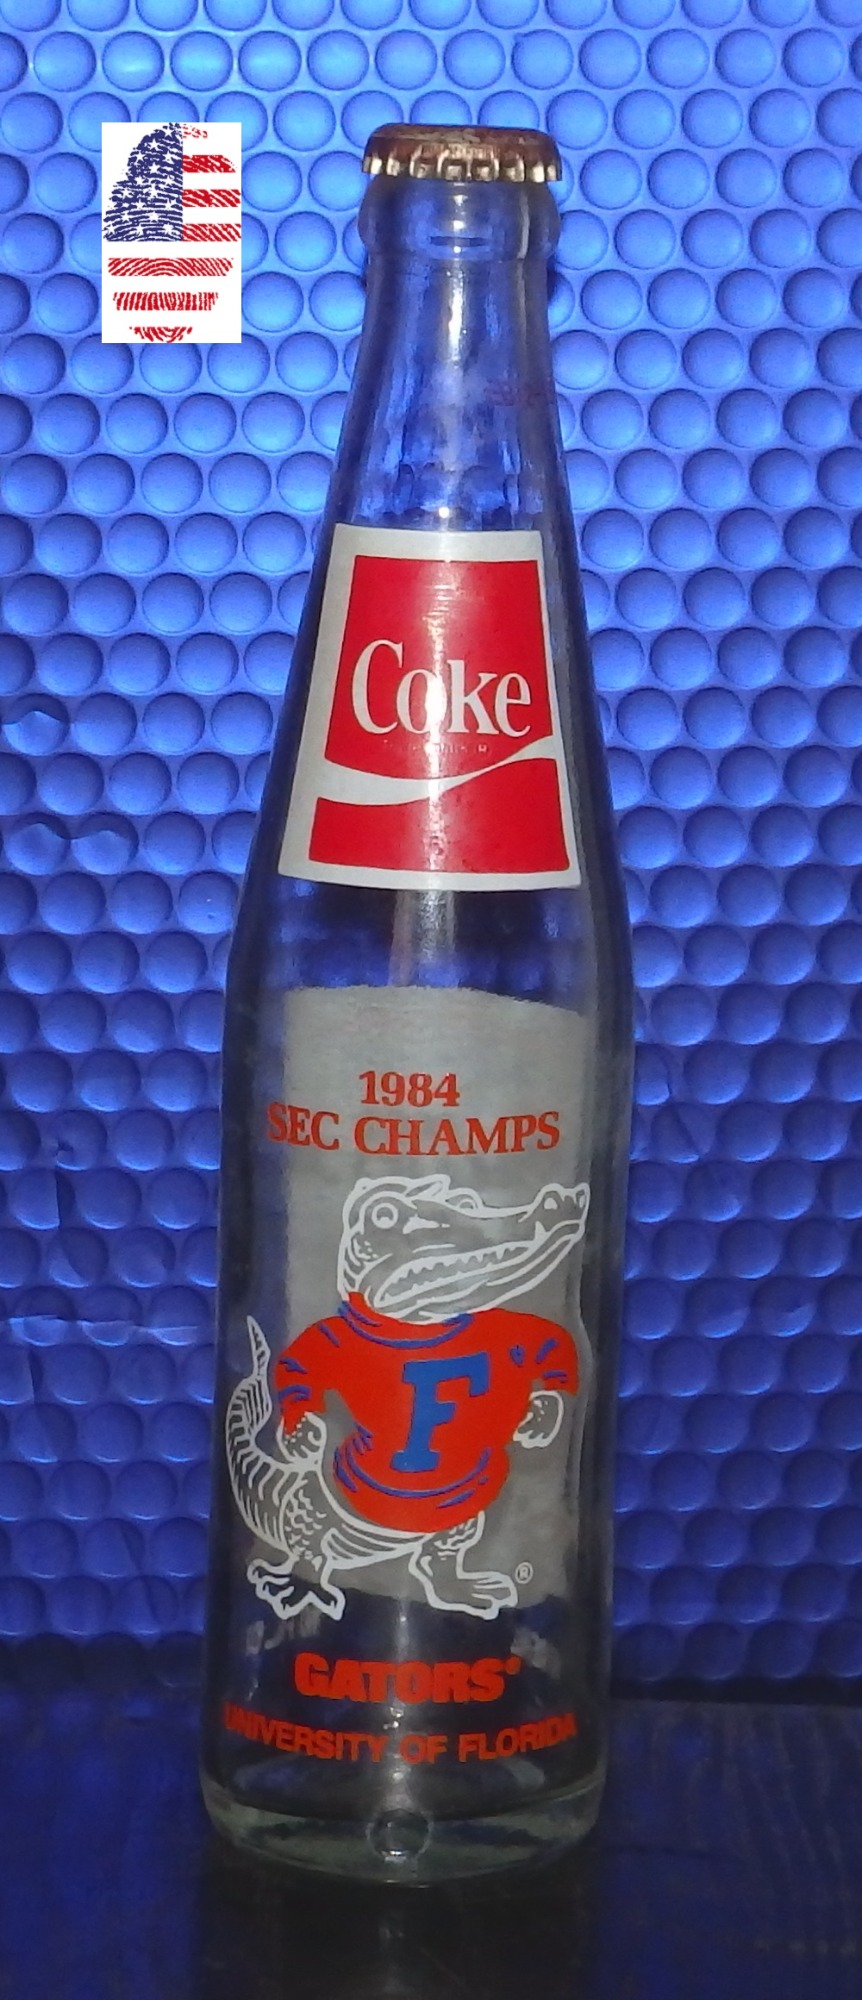 Coke
1984
SEC CHAMPS
F
®
GATORS®
UNIVERSITY OF FLORIDA